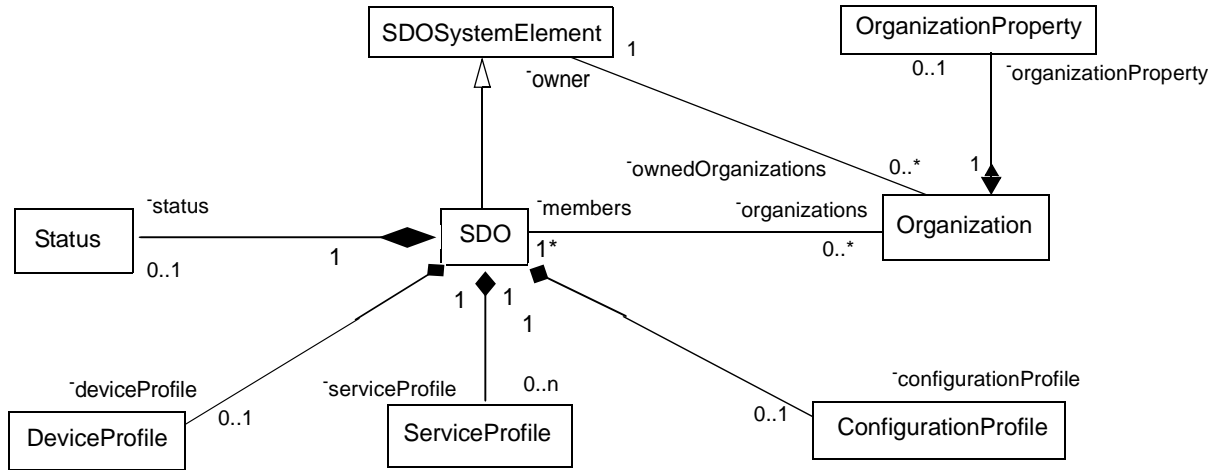 SDOSystemElement
1
OrganizationProperty
-owner
0..1
-organizationProperty
-ownedOrganizations
0..*
1
-status
-members
-organizations
Status
SDO
Organization
0..1
1
1*
0..*
1
1
1
-deviceProfile
-serviceProfile
0..n
-configurationProfile
0..1
0..1
DeviceProfile
ServiceProfile
ConfigurationProfile